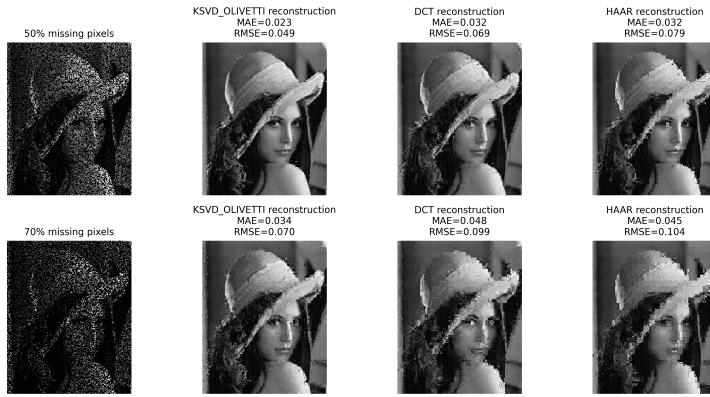 50% missing pixels
KSVD_OLIVETTI reconstruction
MAE=0.023
RMSE=0.049
DCT reconstruction
MAE=0.032
RMSE=0.069
HAAR reconstruction
MAE=0.032
RMSE=0.079
70% missing pixels
KSVD_OLIVETTI reconstruction
MAE=0.034
RMSE=0.070
DCT reconstruction
MAE=0.048
RMSE=0.099
HAAR reconstruction
MAE=0.045
RMSE=0.104